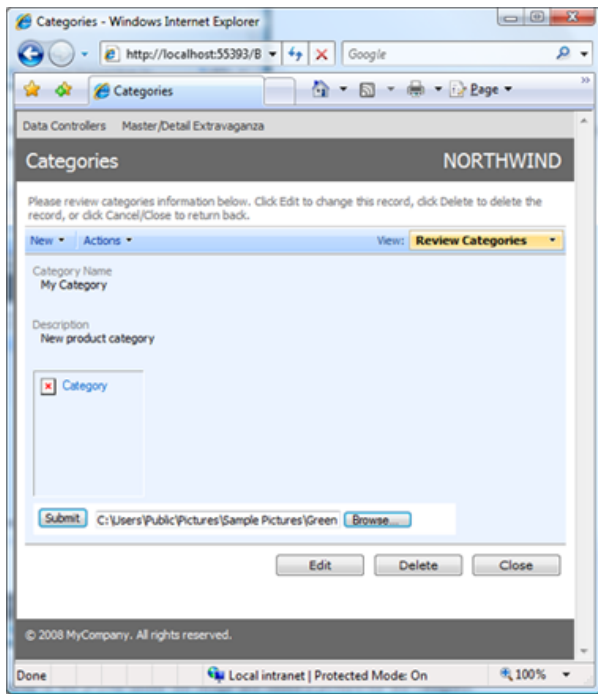 Categories - Windows Internet Explorer
http://localhost:55393/B
Google
Categories
Page
»
Data Controllers Master/Detail Extravaganza
Categories NORTHWIND
Please review categories information below. Click Edit to change this record, click Delete to delete the
record, or click Cancel/Close to return back.
New Actions View: Review Categories
Category Name
My Category
Description
New product category
Category
Submit C:\Users\Public\Pictures\Sample Pictures\Green Browse...
Edit Delete Close
© 2008 MyCompany. All rights reserved.
Done Local intranet | Protected Mode: On 100%